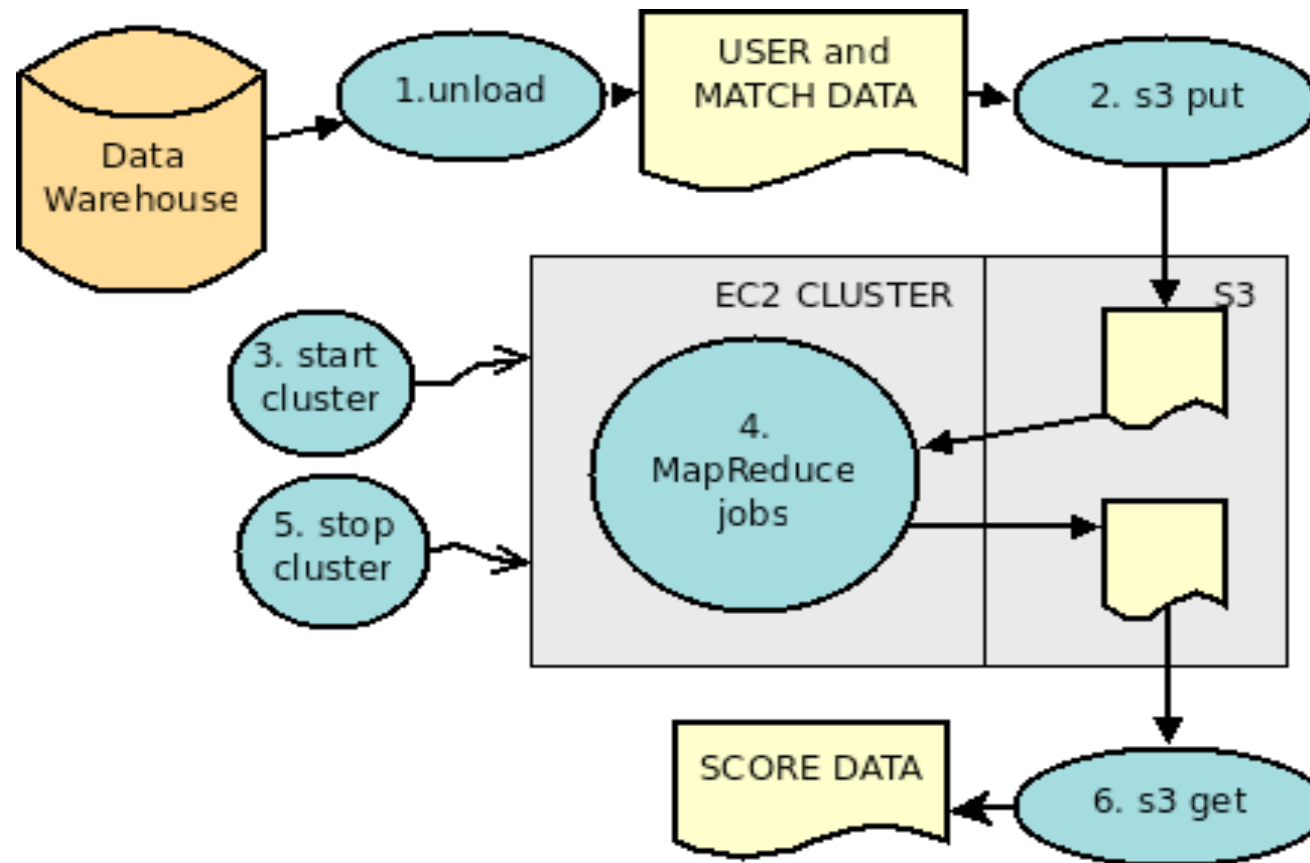 1.unload
USER and
MATCH DATA
2. s3 put
Data
Warehouse
EC2 CLUSTER
S3
3. start
cluster
4.
MapReduce
jobs
5. stop
cluster
SCORE DATA
6. s3 get